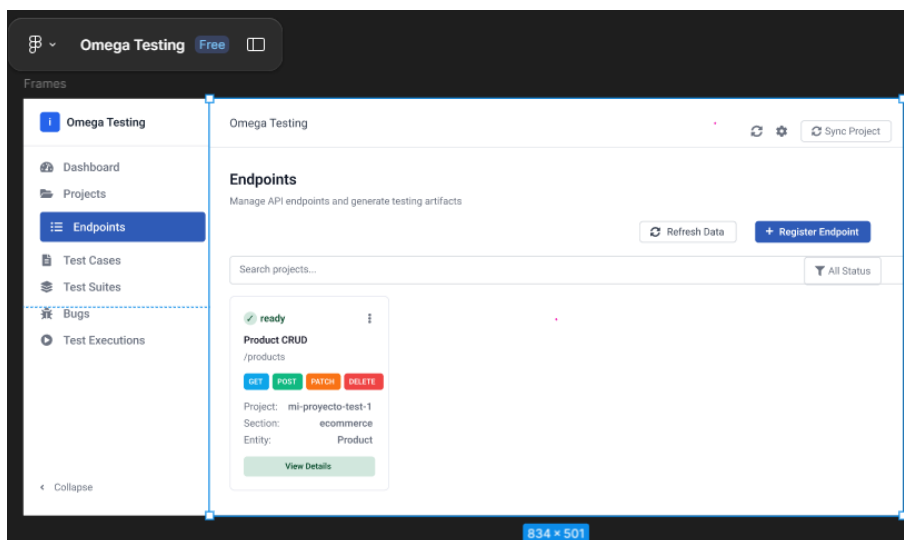 Omega Testing Free
Frames
i Omega Testing
Dashboard
Projects
Endpoints
Test Cases
Test Suites
Bugs
Test Executions
Collapse
Omega Testing
Sync Project
Endpoints
Manage API endpoints and generate testing artifacts
Refresh Data
+ Register Endpoint
Search projects...
All Status
ready
Product CRUD
/products
GET POST PATCH DELETE
Project: mi-proyecto-test-1
Section: ecommerce
Entity: Product
View Details
834 × 501